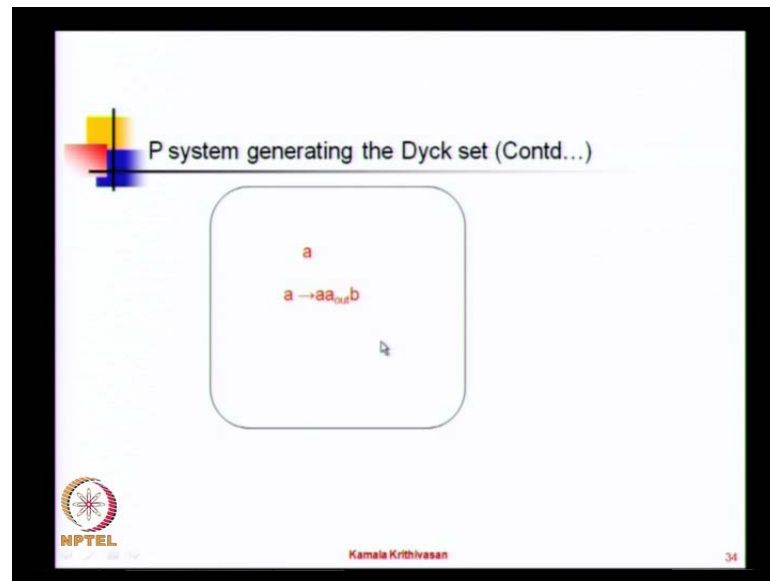 P system generating the Dyck set (Contd...)
a
a →aa_out b
NPTEL
Kamala Krithivasan
34